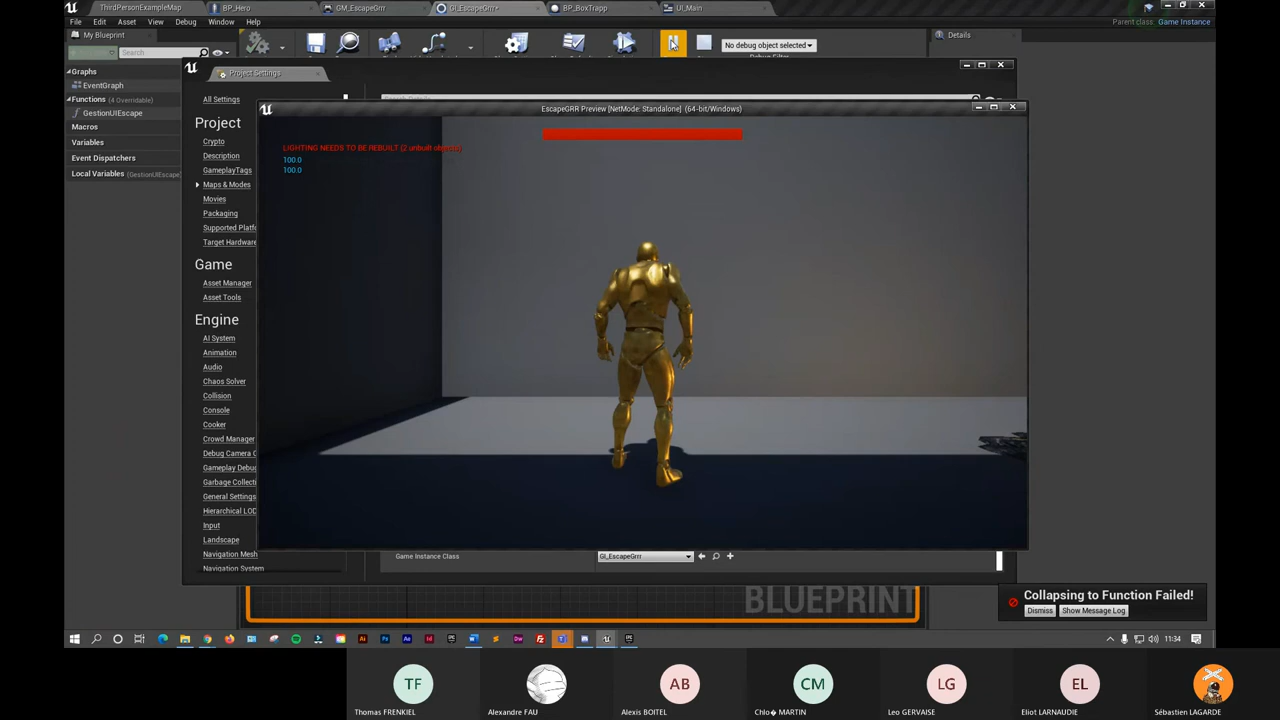 ThirdPersonExampleMap
BP_Hero
GM_EscapeGrrr
GI_EscapeGrrr*
BP_BoxTrapp
UI_Main
File Edit Asset View Debug Window Help
Parent class: Game Instance
My Blueprint
Details
Search
No debug object selected
Debug Filter
Graphs
EventGraph
Functions (4 Overridable)
GestionUIEscape
Macros
Variables
Event Dispatchers
Local Variables (GestionUIEscape)
Project Settings
All Settings
Project
Crypto
Description
GameplayTags
Maps & Modes
Movies
Packaging
Supported Platf
Target Hardware
Game
Asset Manager
Asset Tools
Engine
AI System
Animation
Audio
Chaos Solver
Collision
Console
Cooker
Crowd Manager
Debug Camera C
Gameplay Debug
Garbage Collecti
General Settings
Hierarchical LOD
Input
Landscape
Navigation Mesh
Navigation System
EscapeGRR Preview [NetMode: Standalone] (64-bit/Windows)
LIGHTING NEEDS TO BE REBUILT (2 unbuilt objects)
100.0
100.0
Game Instance Class
GI_EscapeGrrr
BLUEPRINT
Collapsing to Function Failed!
Dismiss
Show Message Log
11:34
TF
AB
CM
LG
EL
Thomas FRENKIEL
Alexandre FAU
Alexis BOITEL
Chlo� MARTIN
Leo GERVAISE
Eliot LARNAUDIE
Sébastien LAGARDE